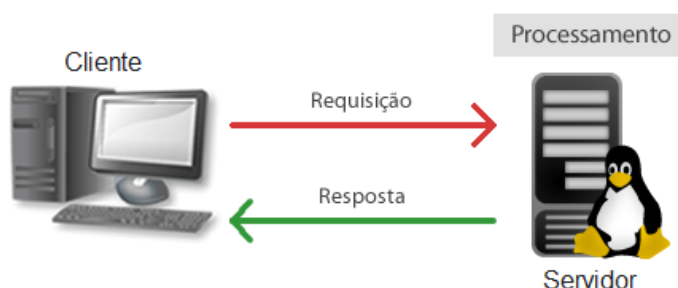 Processamento
Cliente
Requisição
Resposta
Servidor